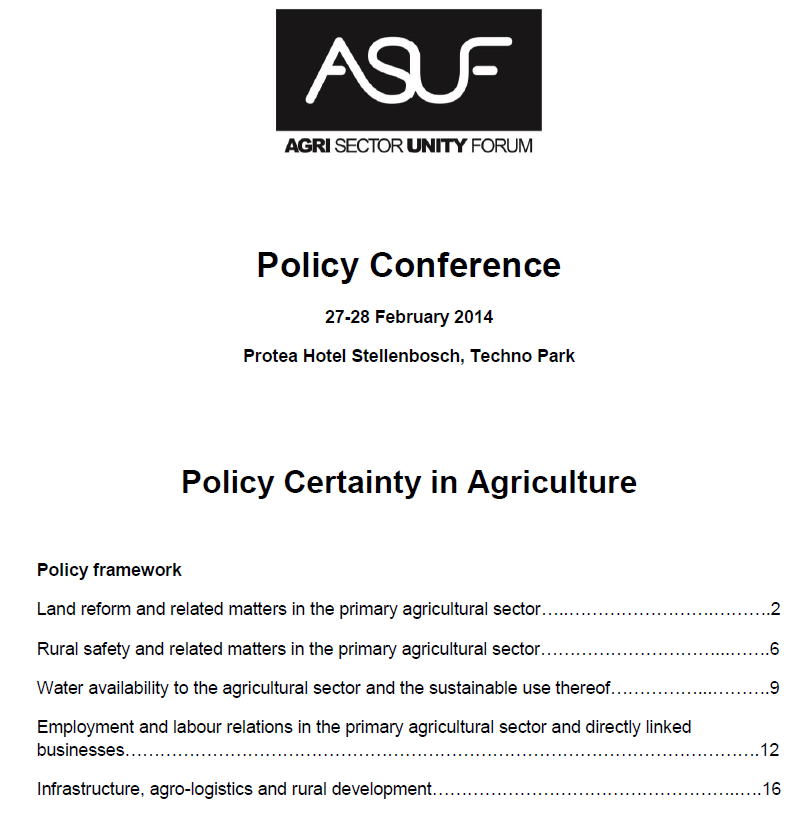 ASUF
AGRI SECTOR UNITY FORUM
Policy Conference
27-28 February 2014
Protea Hotel Stellenbosch, Techno Park
Policy Certainty in Agriculture
Policy framework
Land reform and related matters in the primary agricultural sector…..…………………….……….2
Rural safety and related matters in the primary agricultural sector………………………...…….6
Water availability to the agricultural sector and the sustainable use thereof……………...……….9
Employment and labour relations in the primary agricultural sector and directly linked
businesses……………………………………………………………………………………….12
Infrastructure, agro-logistics and rural development…………………………………………..….16